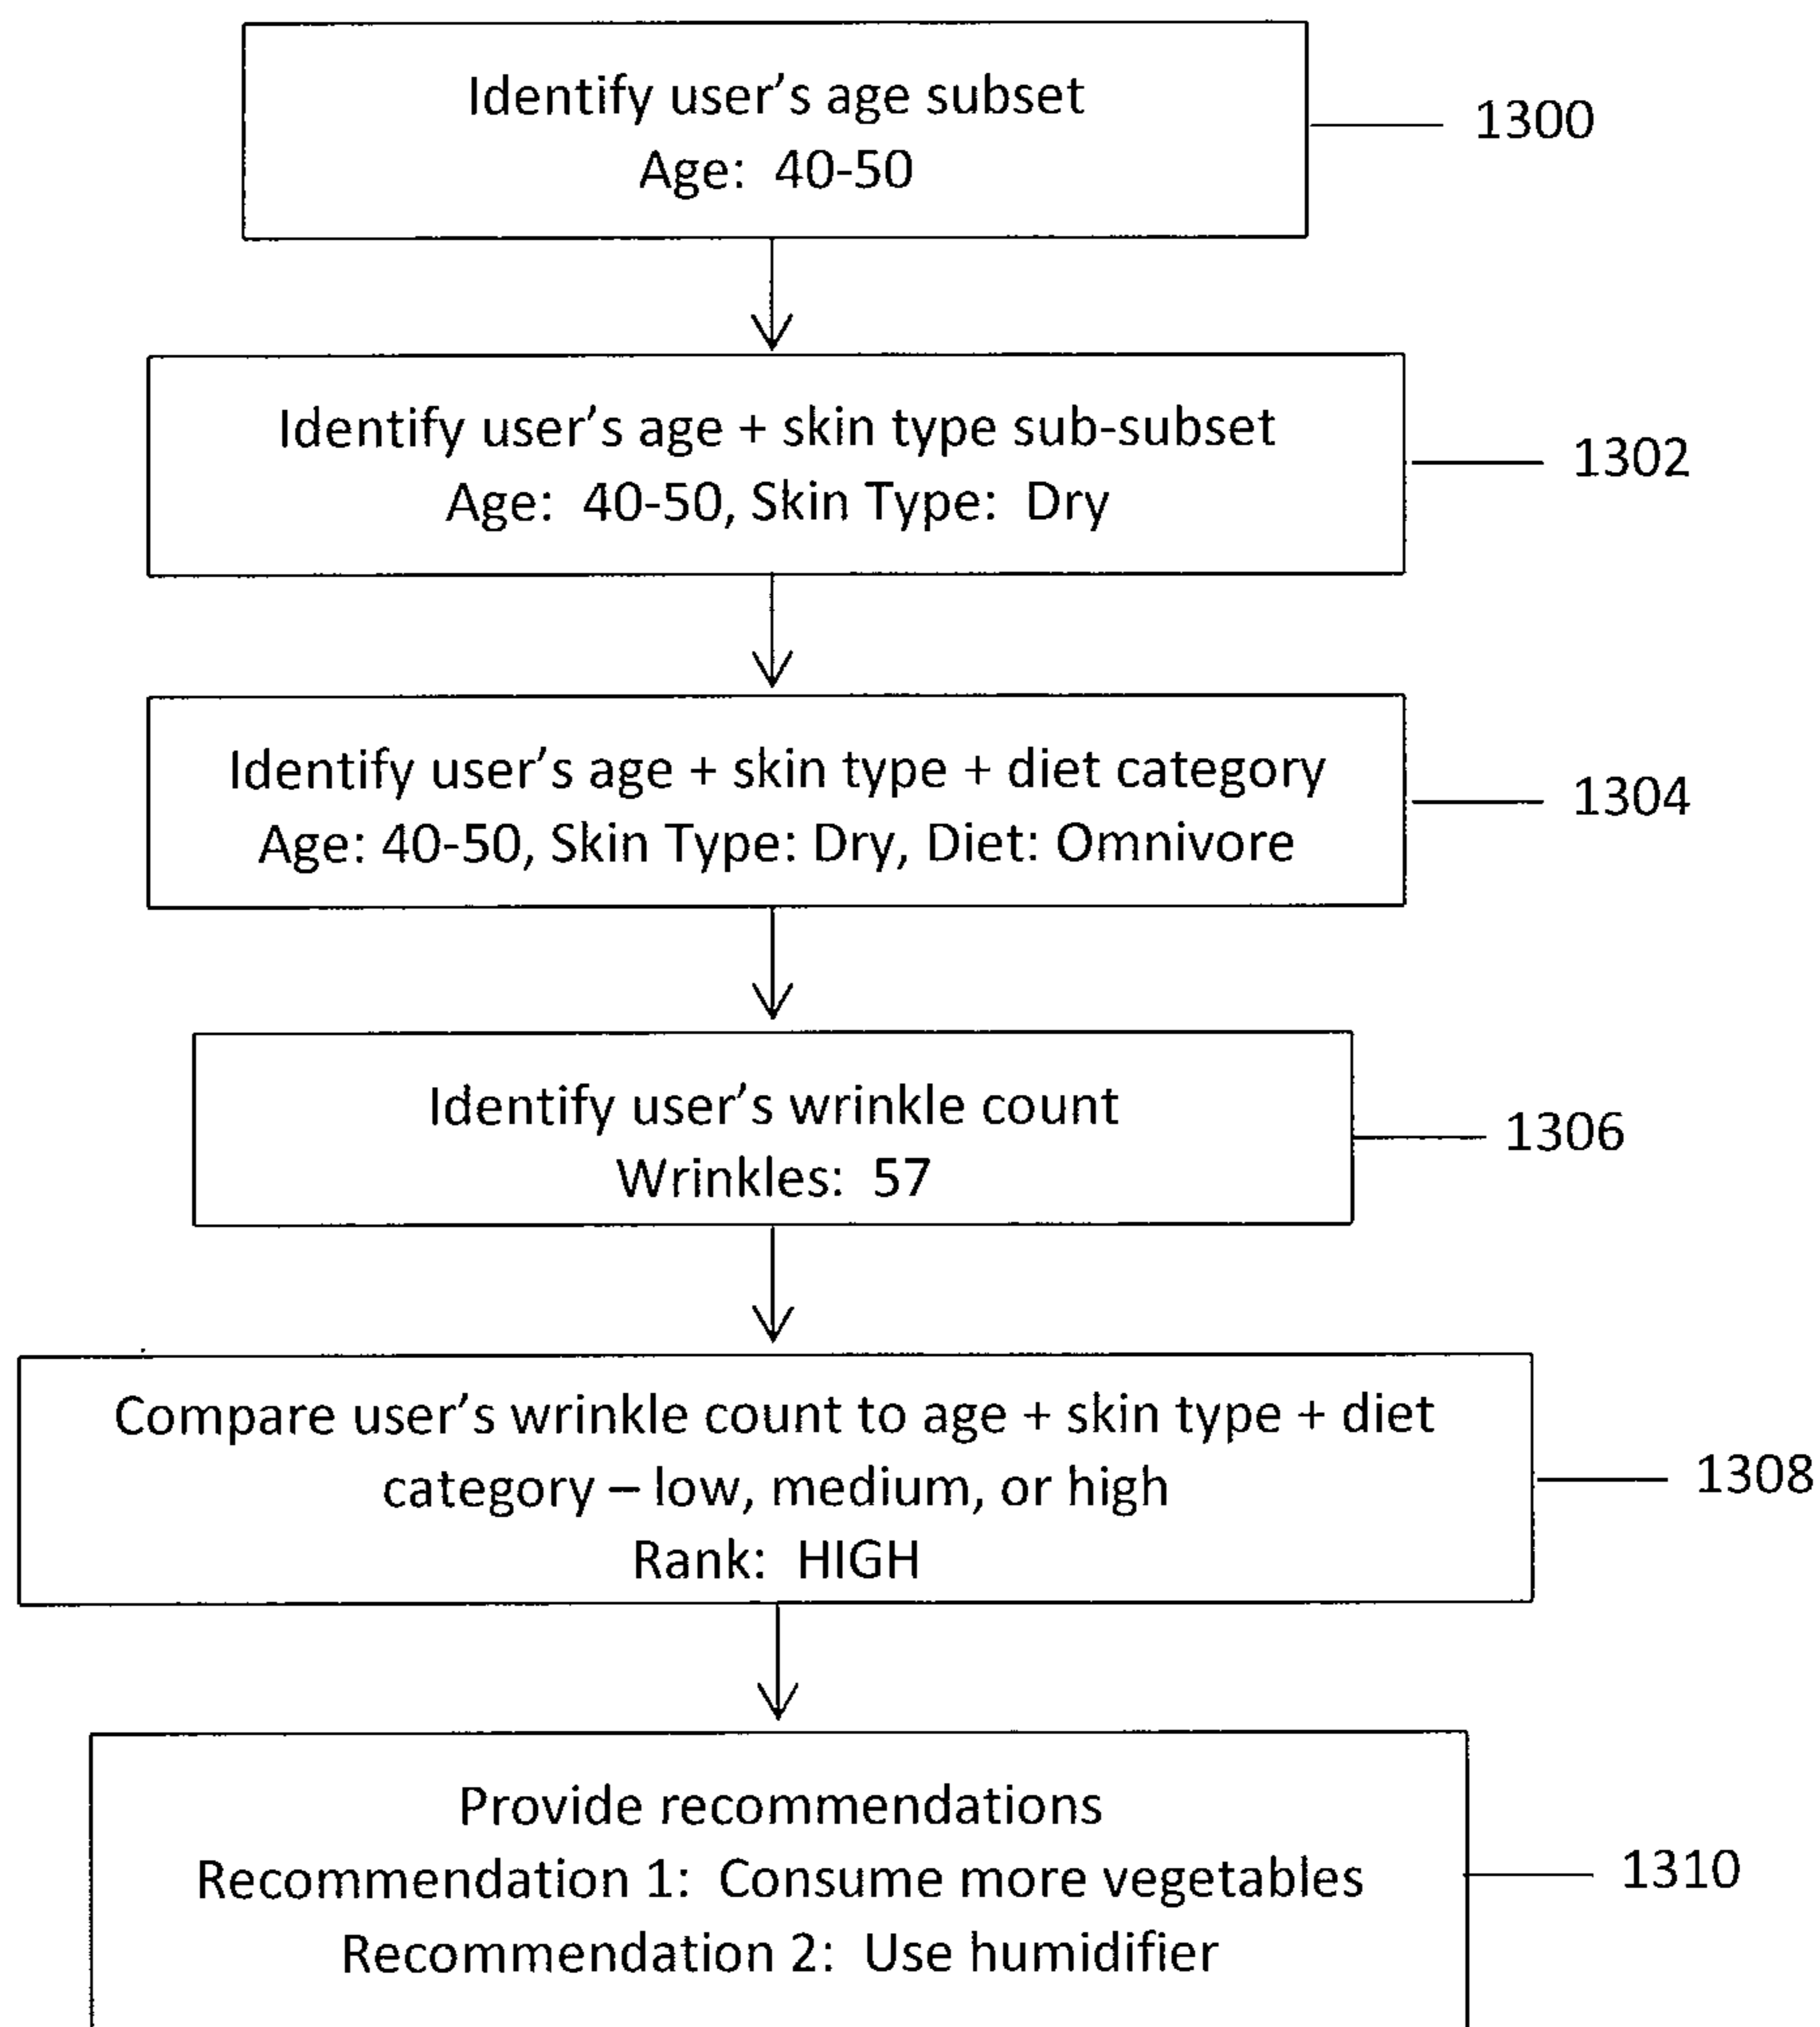 Identify user's age subset
Age: 40-50
1300
Identify user's age + skin type sub-subset
Age: 40-50, Skin Type: Dry
1302
Identify user's age + skin type + diet category
Age: 40-50, Skin Type: Dry, Diet: Omnivore
1304
Identify user's wrinkle count
Wrinkles: 57
1306
Compare user's wrinkle count to age + skin type + diet
category – low, medium, or high
Rank: HIGH
1308
Provide recommendations
Recommendation 1: Consume more vegetables
Recommendation 2: Use humidifier
1310